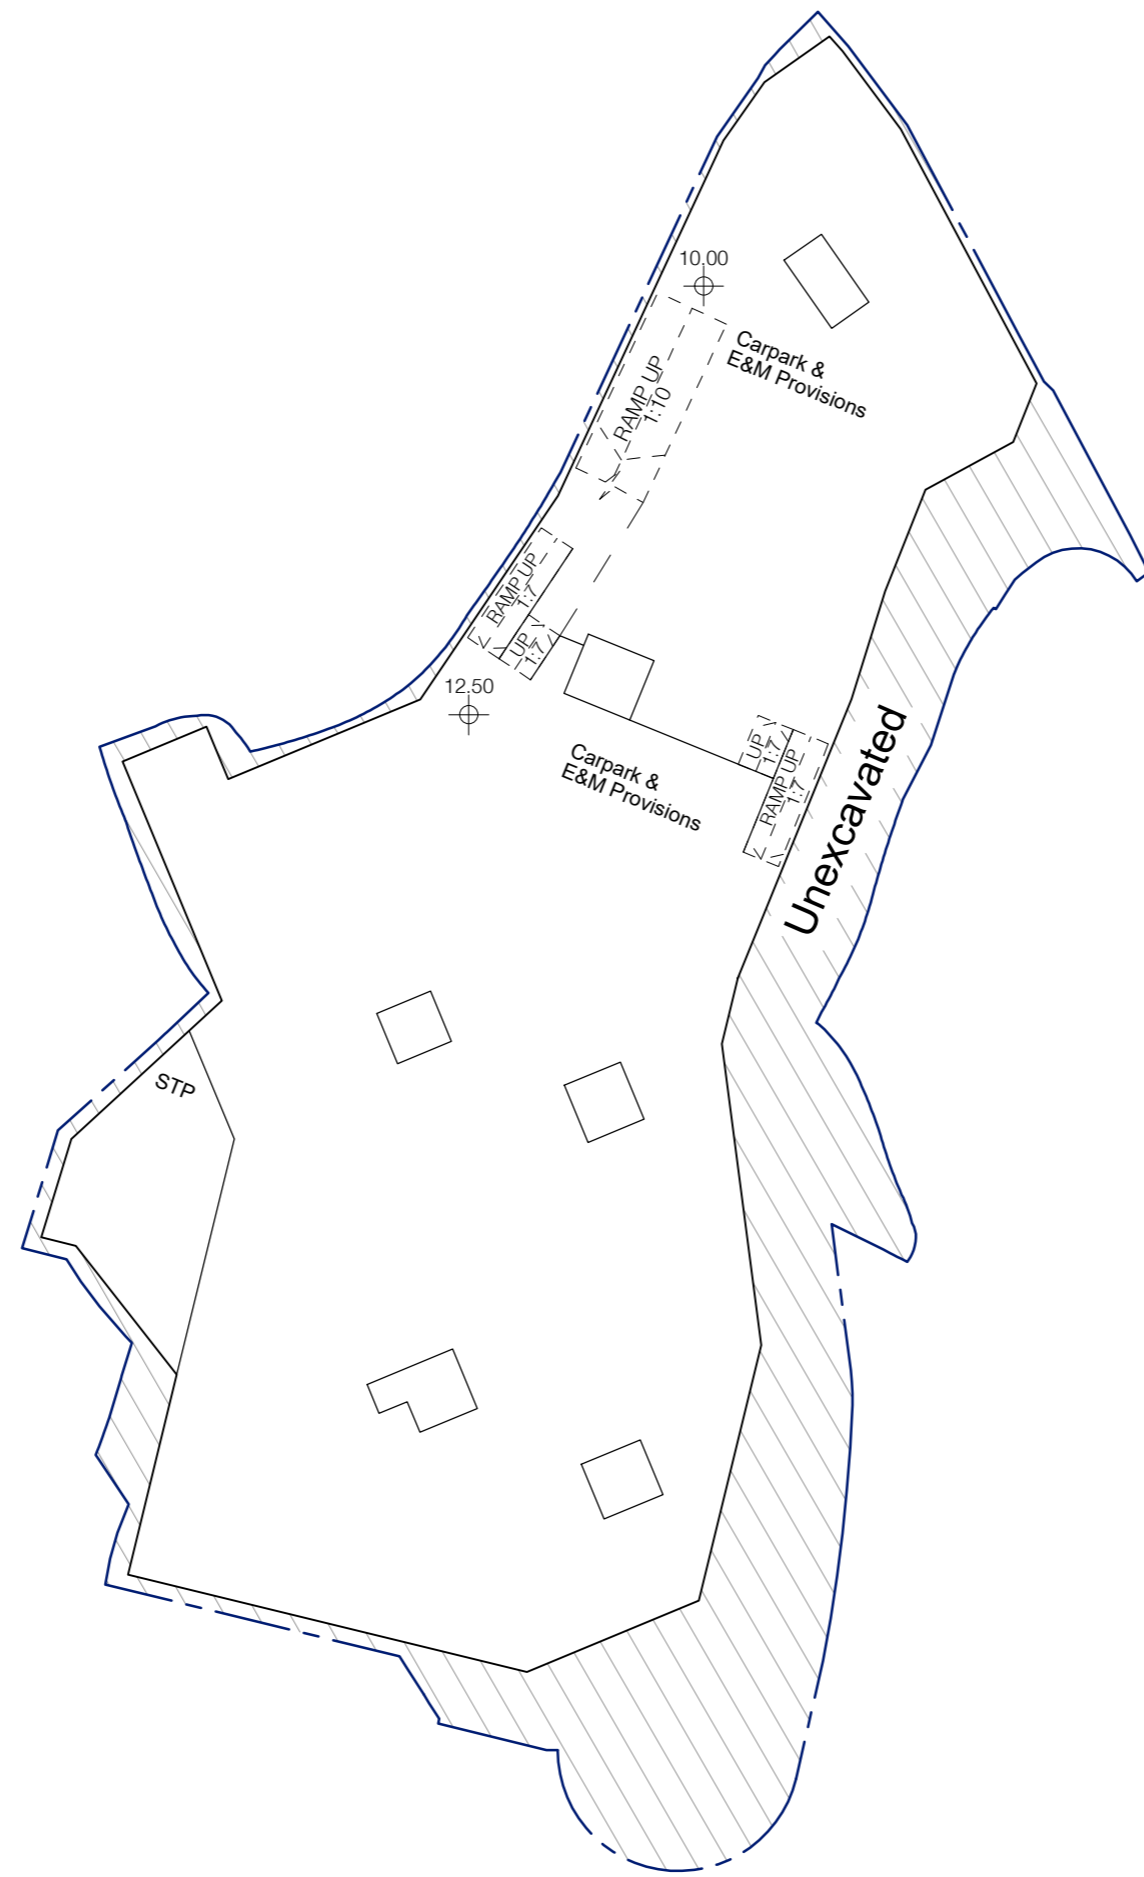 10.00
Carpark &
E&M Provisions
RAMP UP
1:10
RAMP UP
1:7
UP
1:7
12.50
Carpark &
E&M Provisions
UP
1:7
RAMP UP
1:7
Unexcavated
STP